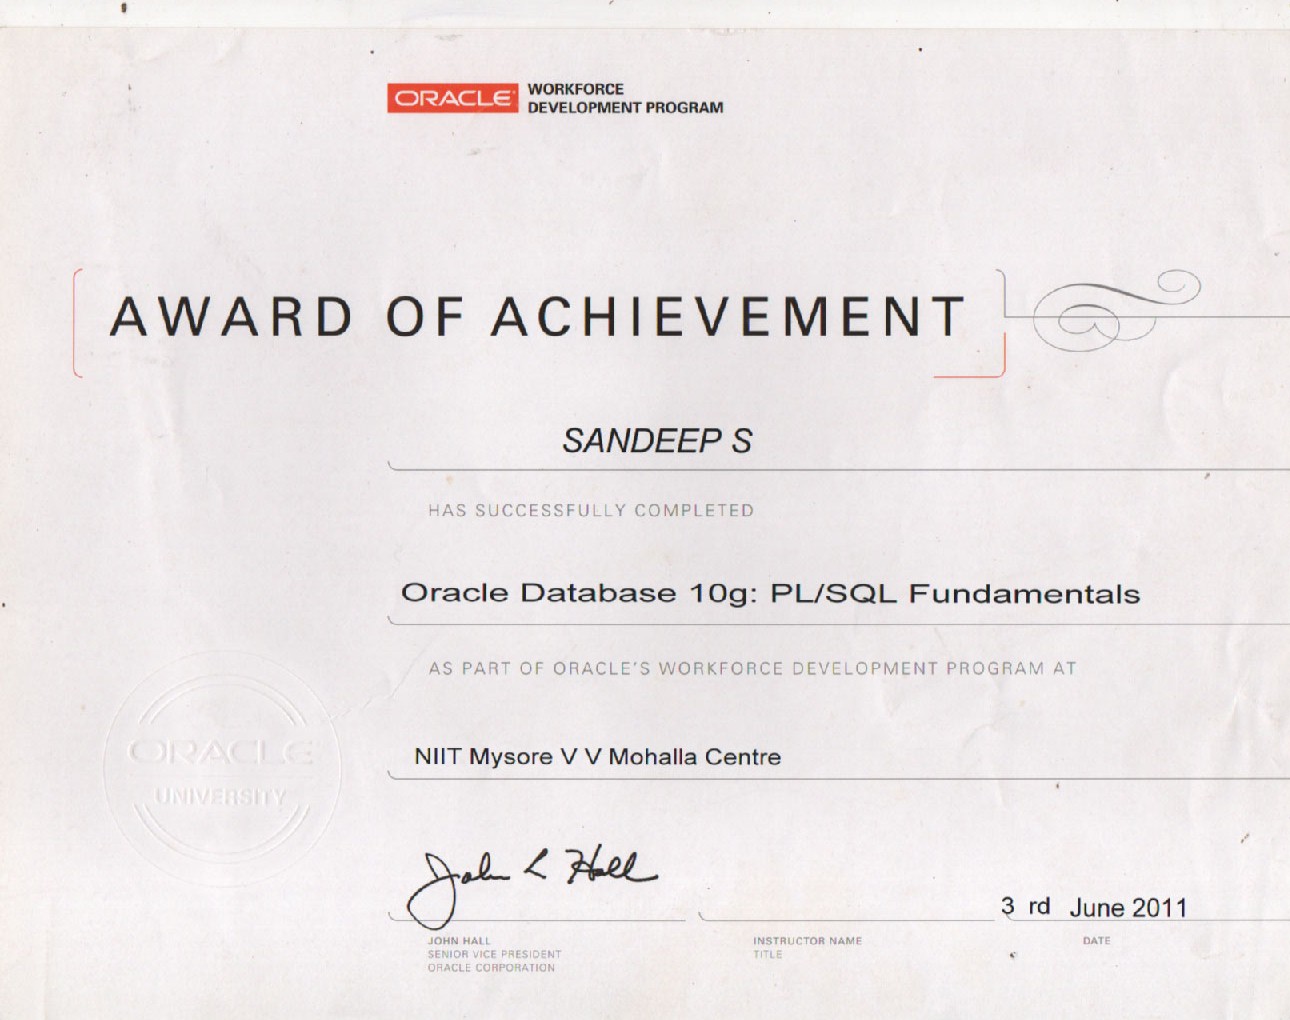 ORACLE WORKFORCE
DEVELOPMENT PROGRAM
AWARD OF ACHIEVEMENT
SANDEEP S
HAS SUCCESSFULLY COMPLETED
Oracle Database 10g: PL/SQL Fundamentals
AS PART OF ORACLE'S WORKFORCE DEVELOPMENT PROGRAM AT
NIIT Mysore V V Mohalla Centre
ORACLE
UNIVERSITY
John L Hall
3 rd June 2011
JOHN HALL
SENIOR VICE PRESIDENT
ORACLE CORPORATION
INSTRUCTOR NAME
TITLE
DATE